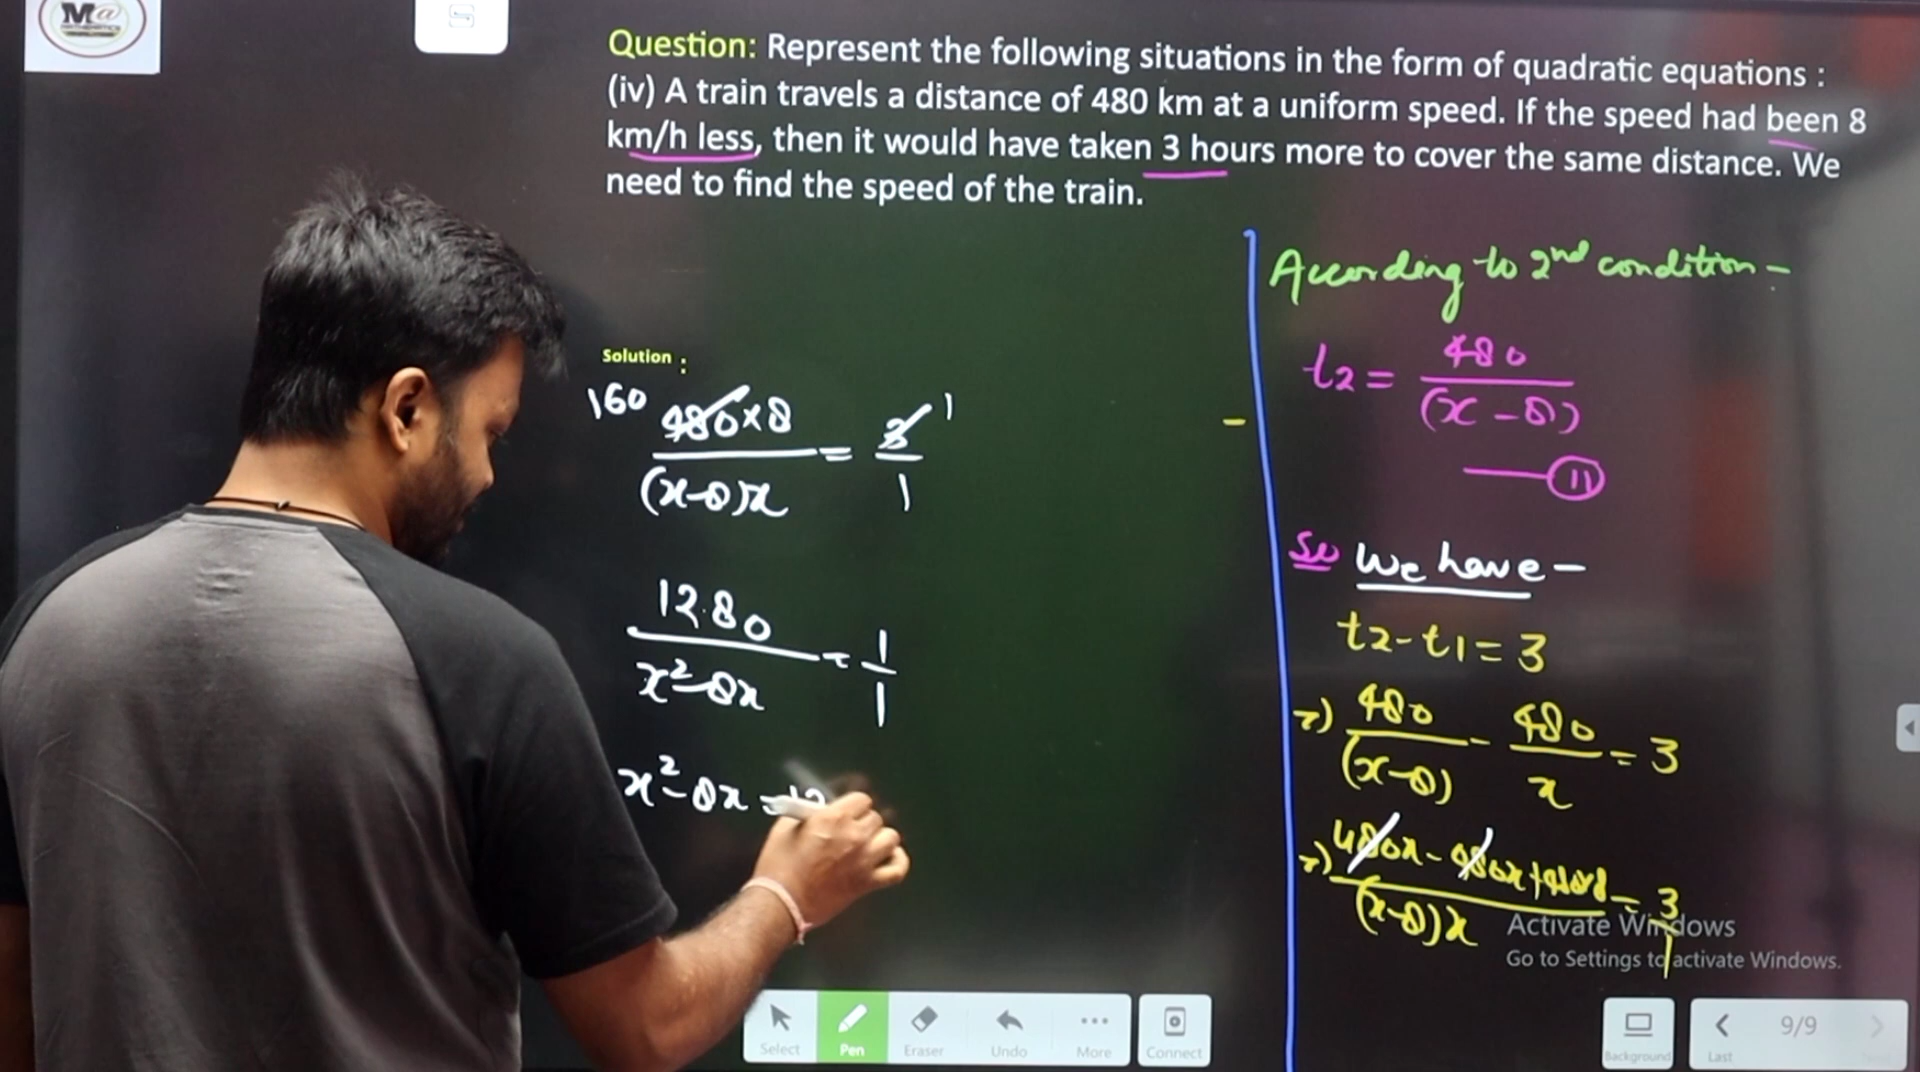 M@
Question: Represent the following situations in the form of quadratic equations :
(iv) A train travels a distance of 480 km at a uniform speed. If the speed had been 8
km/h less, then it would have taken 3 hours more to cover the same distance. We
need to find the speed of the train.
Solution :
160 480×8 / (x-8)x = 3 / 1 1
1280 / x²-8x = 1 / 1
x²-8x = 12
According to 2nd condition -
t2 = 480 / (x-8)
(11)
So We have -
t2 - t1 = 3
=) 480 / (x-8) - 480 / x = 3
=) 480x - 480x + 480×8 / (x-8)x = 3 / 1
Activate Windows
Go to Settings to activate Windows.
Select
Pen
Eraser
Undo
More
Connect
Background
Last
9/9